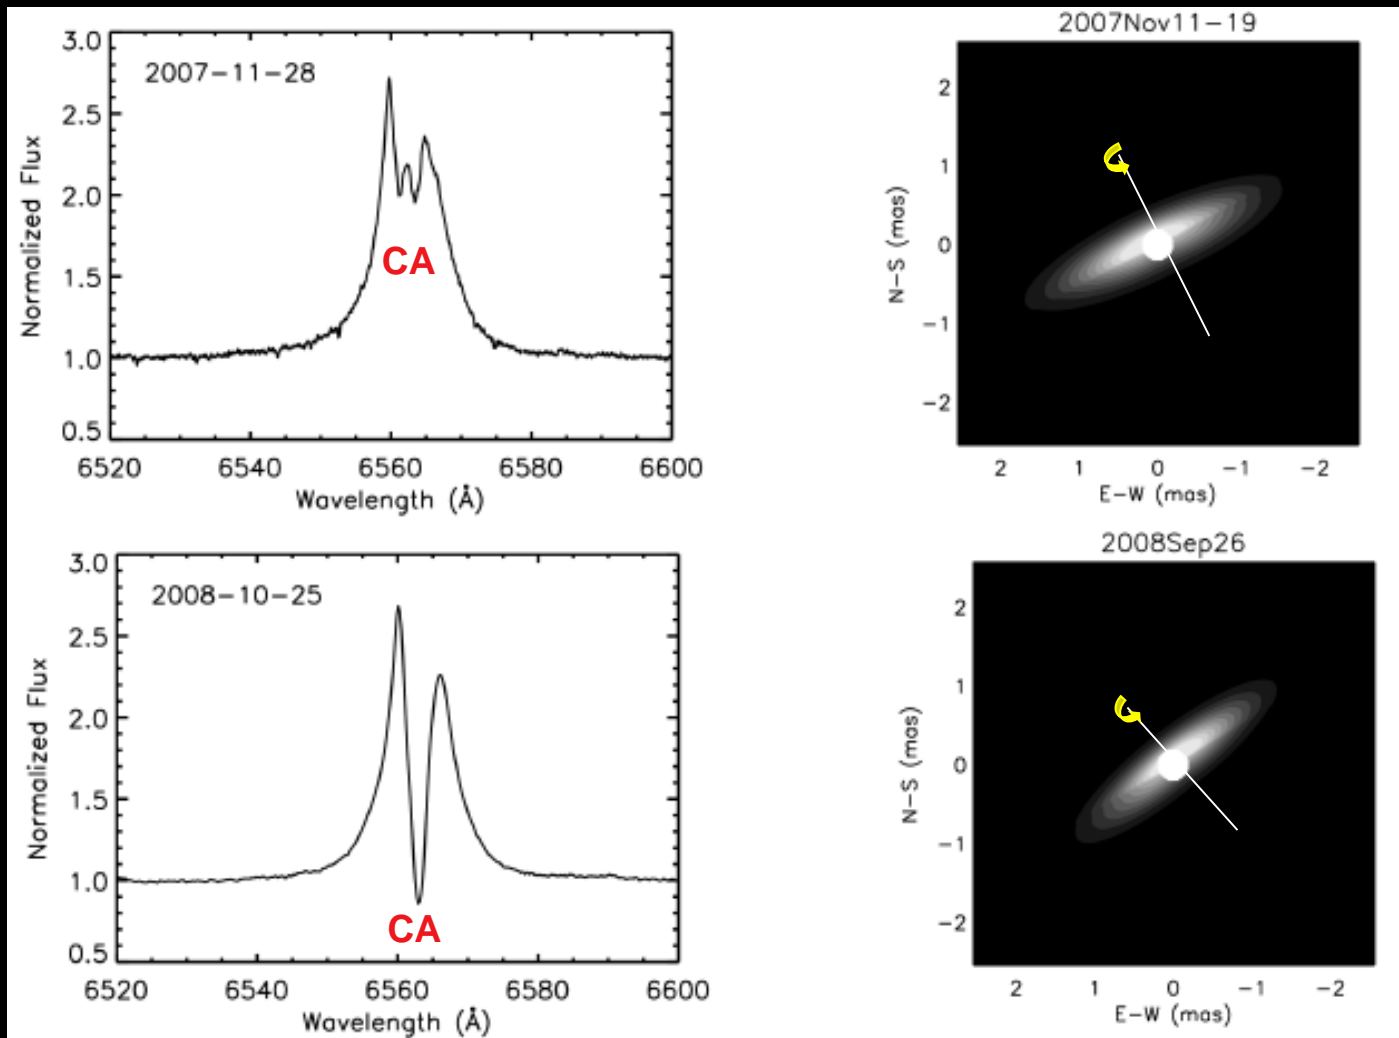 3.0
2.5
2.0
1.5
1.0
0.5
Normalized Flux
2007-11-28
CA
6520 6540 6560 6580 6600
Wavelength (Å)
2007Nov11-19
2
1
0
-1
-2
N-S (mas)
2 1 0 -1 -2
E-W (mas)
3.0
2.5
2.0
1.5
1.0
0.5
Normalized Flux
2008-10-25
CA
6520 6540 6560 6580 6600
Wavelength (Å)
2008Sep26
2
1
0
-1
-2
N-S (mas)
2 1 0 -1 -2
E-W (mas)